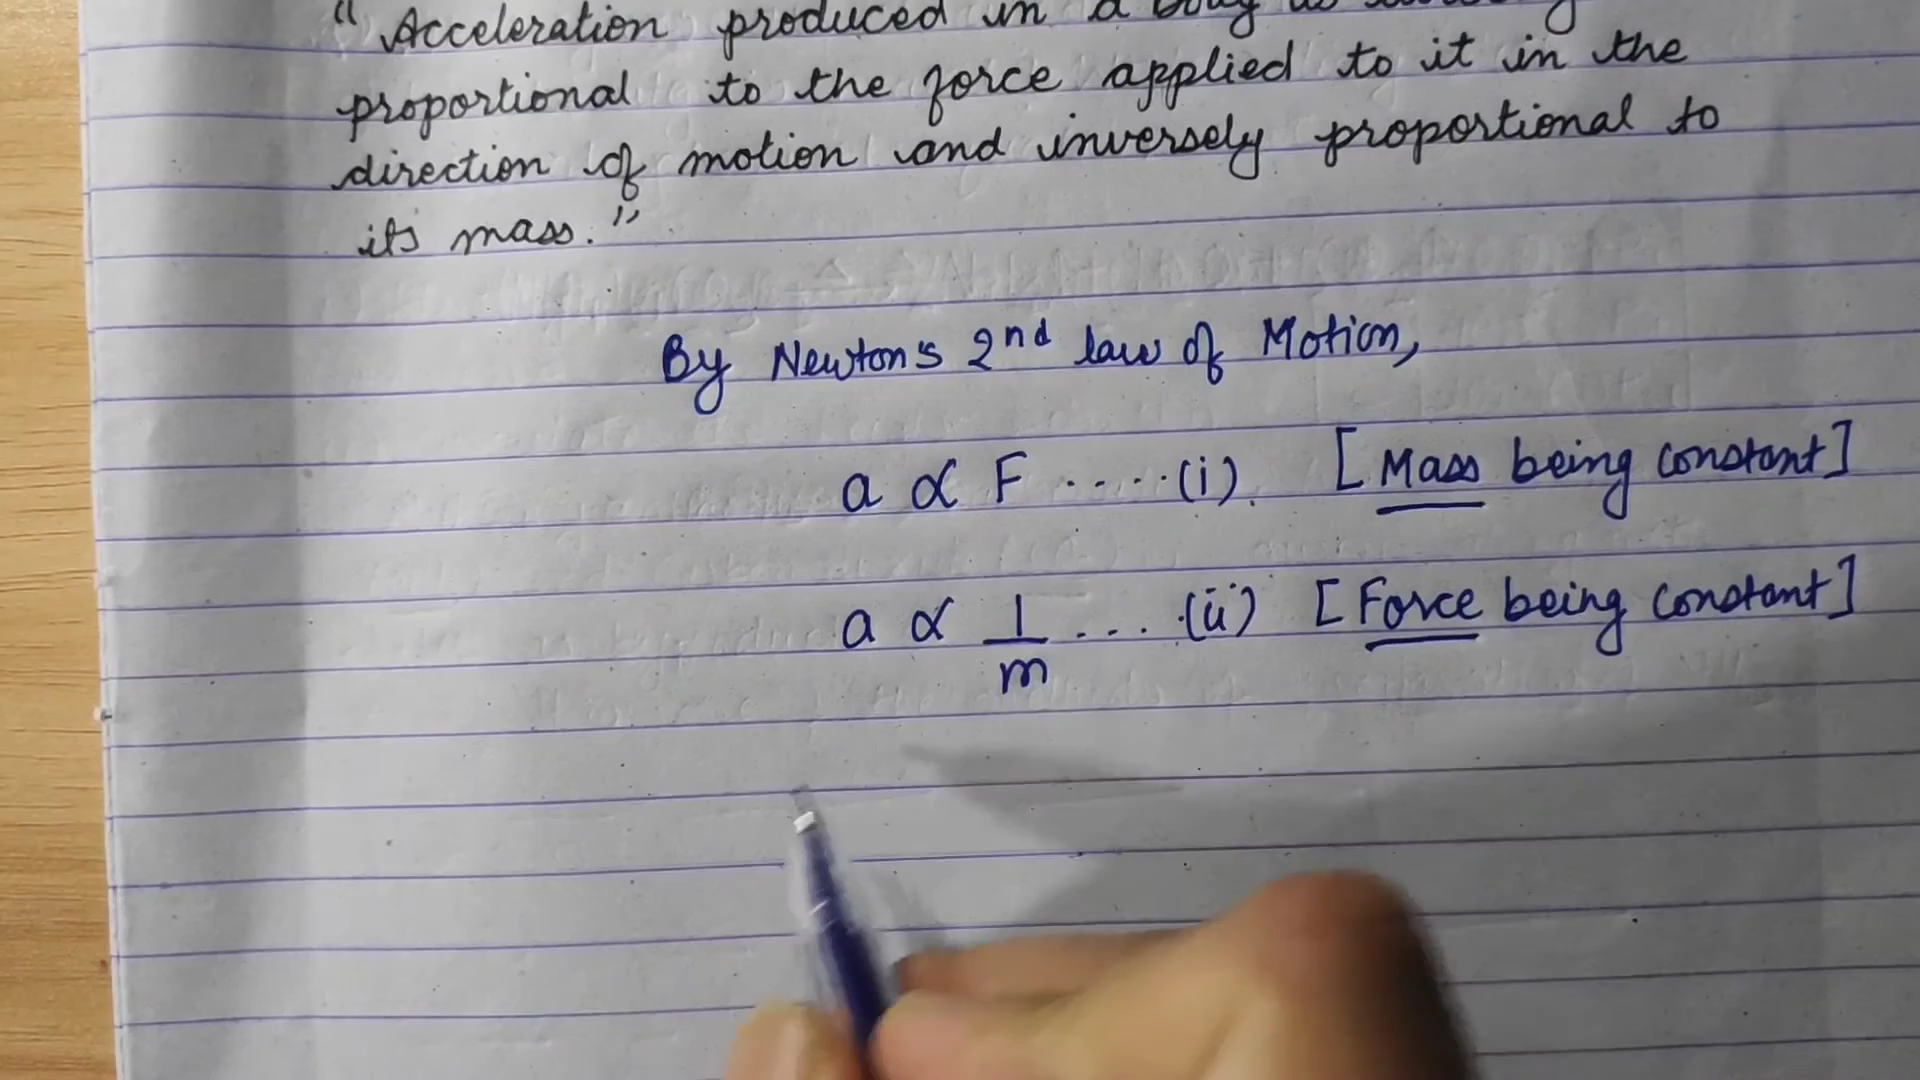 “ Acceleration produced in a
proportional to the force applied to it in the
direction of motion and inversely proportional to
its mass.”
By Newton's 2nd law of Motion,
a ∝ F ....(i). [Mass being constant]
a ∝ 1/m ....(ii) [Force being constant]